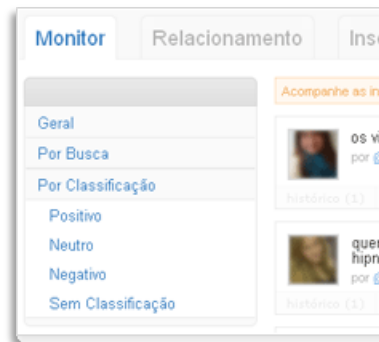 Monitor Relacionamento Ins
Acompanhe as in
Geral
Por Busca
Por Classificação
Positivo
Neutro
Negativo
Sem Classificação
os vi
por
histórico (1)
quer
hipn
por
histórico (1)